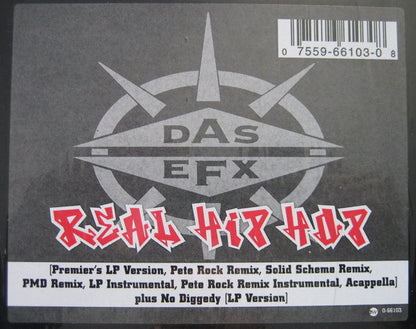 0 7559-66103-0 8
DAS
EFX
REAL HIP HOP
[Premier's LP Version, Pete Rock Remix, Solid Scheme Remix,
PMD Remix, LP Instrumental, Pete Rock Remix Instrumental, Acappella]
plus No Diggedy [LP Version]
0-66103